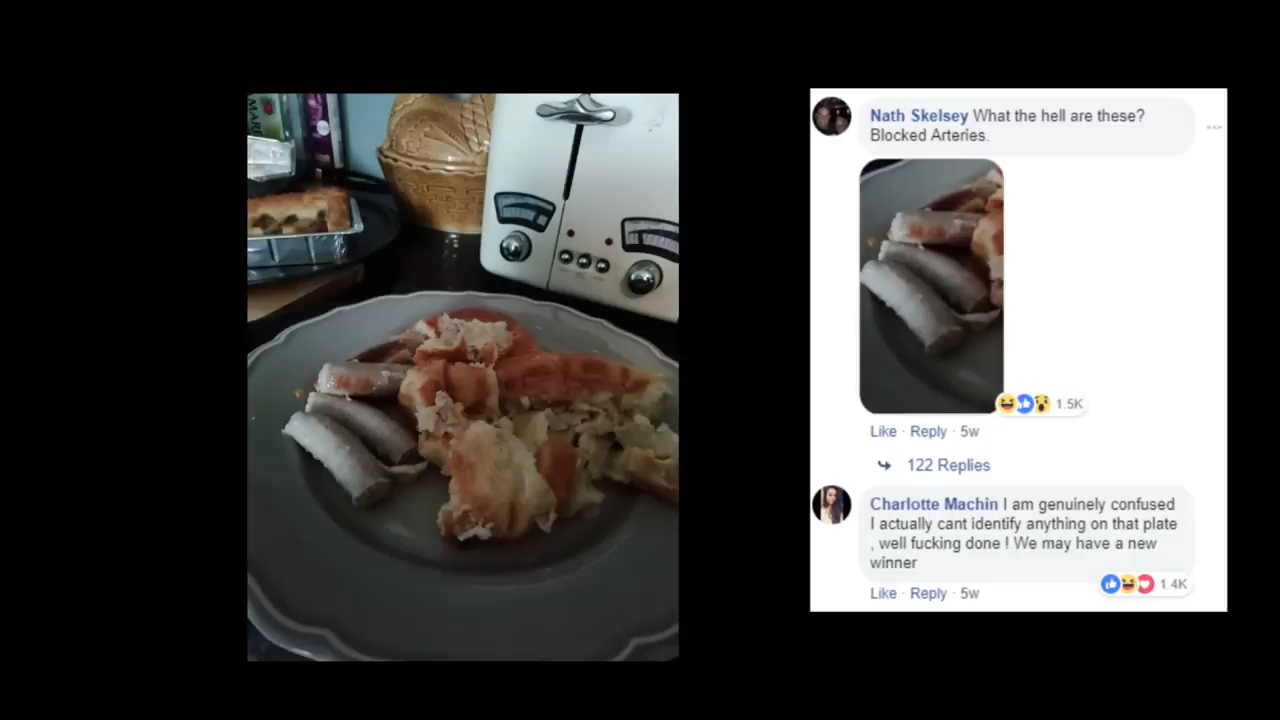 MARI
Nath Skelsey What the hell are these?
Blocked Arteries.
1.5K
Like · Reply · 5w
122 Replies
Charlotte Machin I am genuinely confused
I actually cant identify anything on that plate
, well fucking done ! We may have a new
winner
1.4K
Like · Reply · 5w